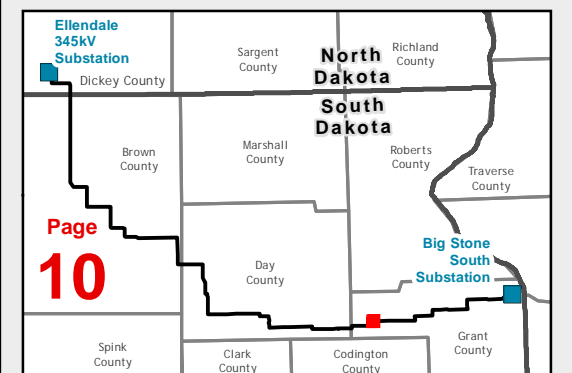 Ellendale
345kV
Substation
Dickey County
Sargent
County
North
Dakota
Richland
County
South
Dakota
Brown
County
Marshall
County
Roberts
County
Traverse
County
Page
10
Day
County
Big Stone
South
Substation
Spink
County
Clark
County
Codington
County
Grant
County